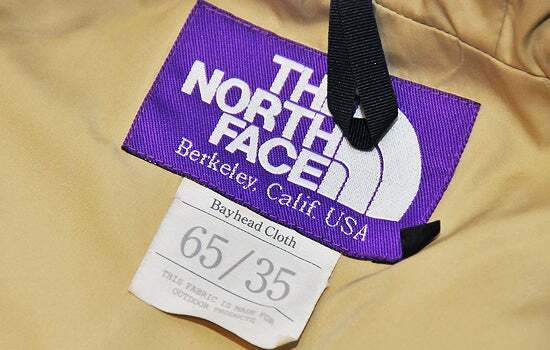 THE
NORTH
FACE
Berkeley, Calif. USA
Bayhead Cloth
65/35
THIS FABRIC IS MADE FOR
OUTDOOR PRODUCTS